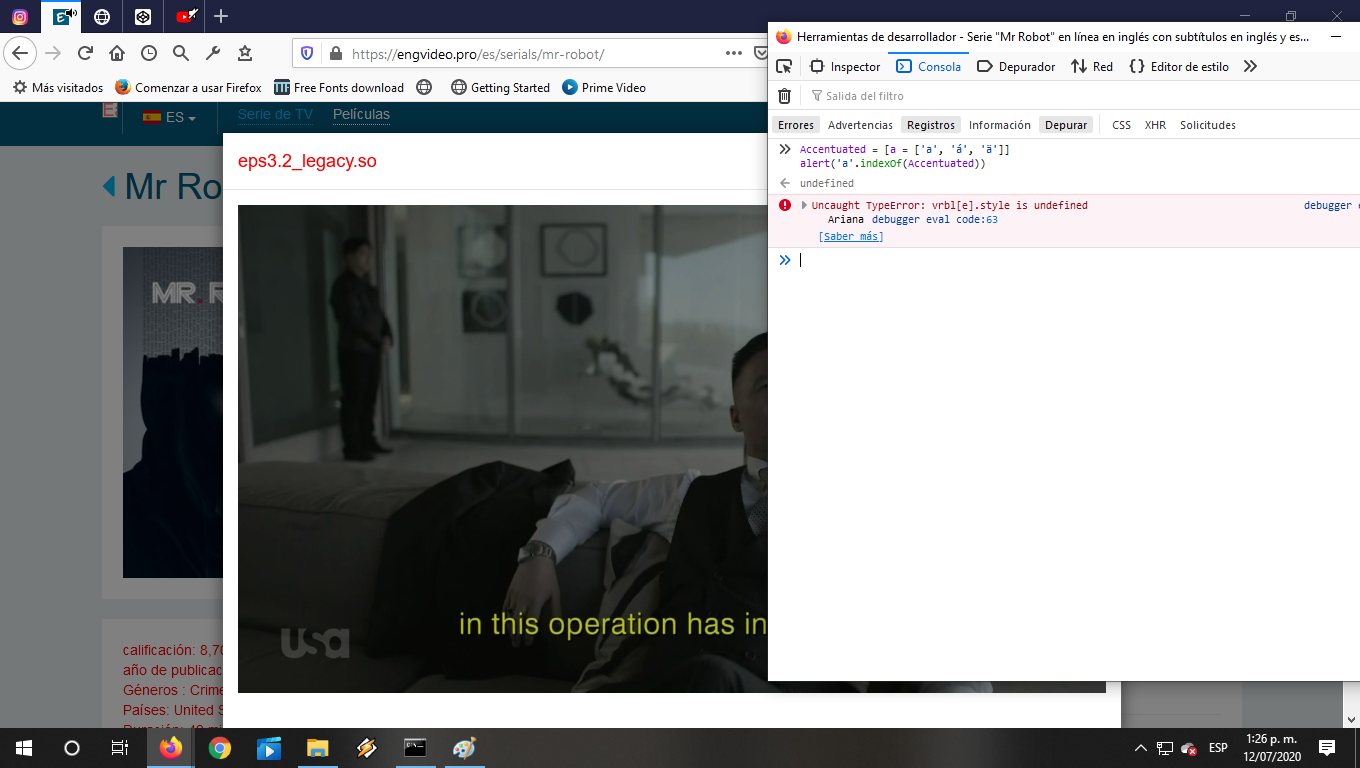 https://engvideo.pro/es/serials/mr-robot/
Más visitados
Comenzar a usar Firefox
Free Fonts download
Getting Started
Prime Video
ES
Serie de TV
Películas
Mr Ro
eps3.2_legacy.so
MR. R
in this operation has in
usa
calificación: 8,70
año de publicac
Géneros : Crime
Países: United S
Herramientas de desarrollador - Serie "Mr Robot" en línea en inglés con subtítulos en inglés y es...
Inspector
Consola
Depurador
Red
Editor de estilo
Salida del filtro
Errores
Advertencias
Registros
Información
Depurar
CSS
XHR
Solicitudes
Accentuated = [a = ['a', 'á', 'ä']]
alert('a'.indexOf(Accentuated))
undefined
Uncaught TypeError: vrbl[e].style is undefined
debugger e
Ariana debugger eval code:63
[Saber más]
ESP
1:26 p. m.
12/07/2020